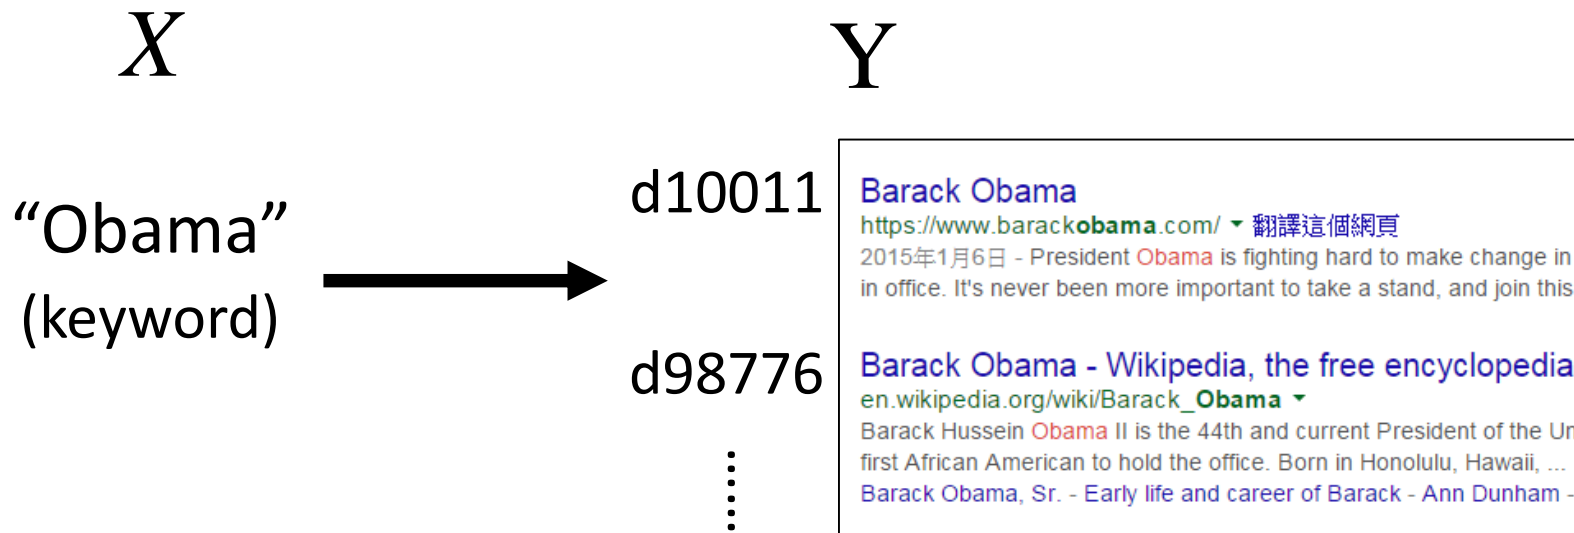 X
Y
“Obama”
(keyword)
d10011
Barack Obama
https://www.barackobama.com/ 翻譯這個網頁
2015年1月6日 - President Obama is fighting hard to make change in
in office. It's never been more important to take a stand, and join this
d98776
Barack Obama - Wikipedia, the free encyclopedia
en.wikipedia.org/wiki/Barack_Obama
Barack Hussein Obama II is the 44th and current President of the Un
first African American to hold the office. Born in Honolulu, Hawaii, ...
Barack Obama, Sr. - Early life and career of Barack - Ann Dunham -